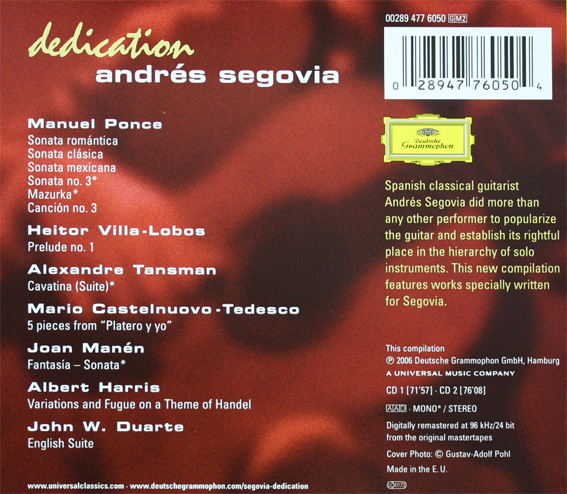 dedication
andrés segovia
Manuel Ponce
Sonata romántica
Sonata clásica
Sonata mexicana
Sonata no. 3*
Mazurka*
Canción no. 3
Heitor Villa-Lobos
Prelude no. 1
Alexandre Tansman
Cavatina (Suite)*
Mario Castelnuovo-Tedesco
5 pieces from “Platero y yo”
Joan Manén
Fantasía – Sonata*
Albert Harris
Variations and Fugue on a Theme of Handel
John W. Duarte
English Suite
www.universalclassics.com · www.deutschegrammophon.com/segovia-dedication
00289 477 6050 GM2
0 28947 76050 4
Deutsche
Grammophon
Spanish classical guitarist
Andrés Segovia did more than
any other performer to popularize
the guitar and establish its rightful
place in the hierarchy of solo
instruments. This new compilation
features works specially written
for Segovia.
This compilation
℗ 2006 Deutsche Grammophon GmbH, Hamburg
A UNIVERSAL MUSIC COMPANY
CD 1 [71'57] · CD 2 [76'08]
AAD · MONO* / STEREO
Digitally remastered at 96 kHz/24 bit
from the original mastertapes
Cover Photo: © Gustav-Adolf Pohl
Made in the E. U.